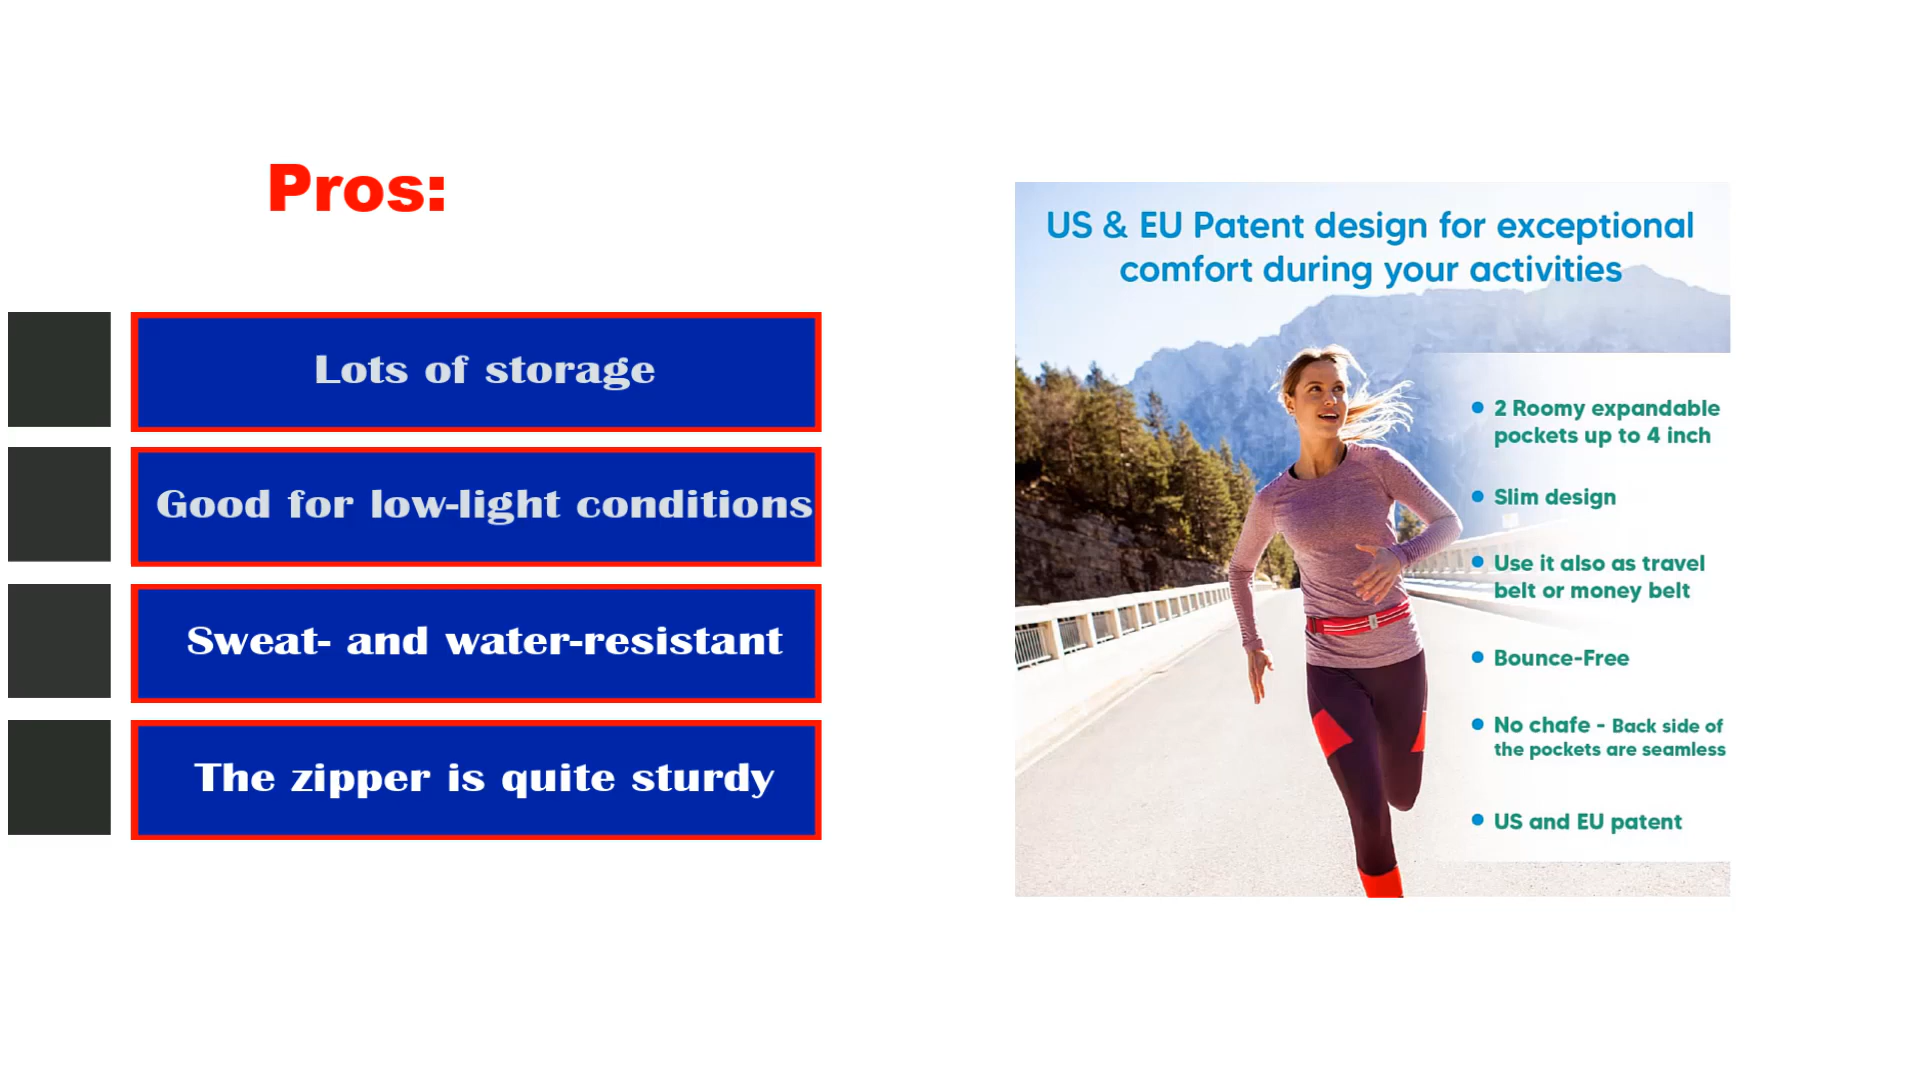 Pros:
Lots of storage
Good for low-light conditions
Sweat- and water-resistant
The zipper is quite sturdy
US & EU Patent design for exceptional
comfort during your activities
2 Roomy expandable
pockets up to 4 inch
Slim design
Use it also as travel
belt or money belt
Bounce-Free
No chafe - Back side of
the pockets are seamless
US and EU patent